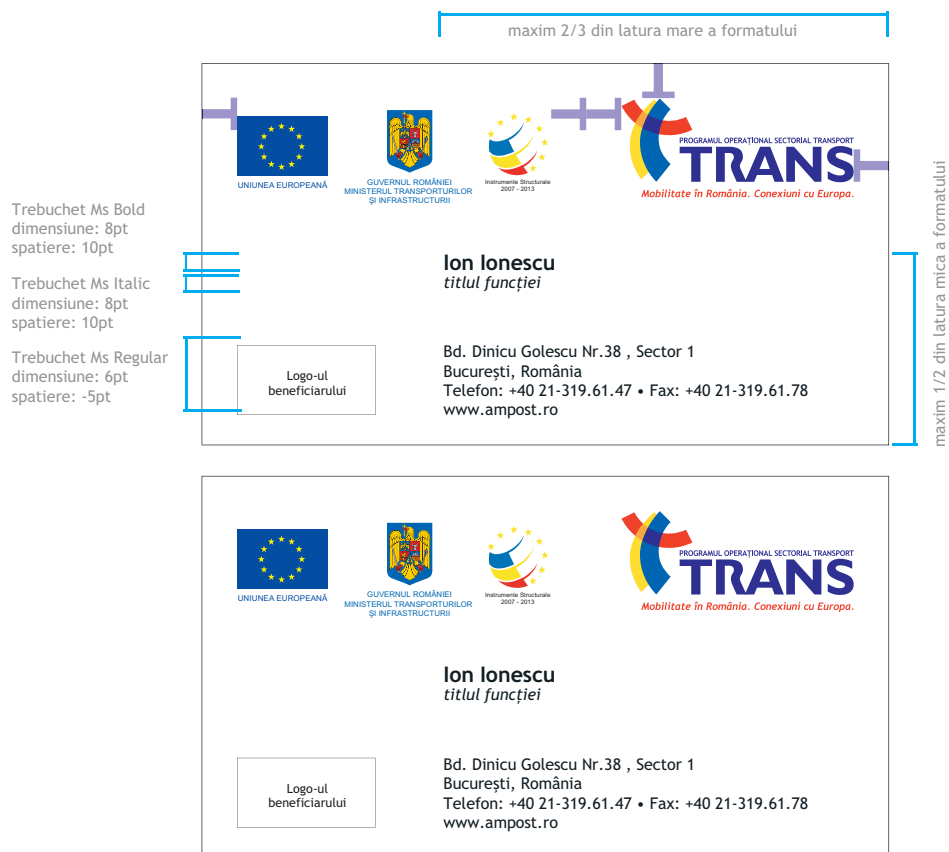 maxim 2/3 din latura mare a formatului
UNIUNEA EUROPEANĂ
GUVERNUL ROMÂNIEI
MINISTERUL TRANSPORTURILOR
ȘI INFRASTRUCTURII
Instrumente Structurale
2007 - 2013
PROGRAMUL OPERAȚIONAL SECTORIAL TRANSPORT
TRANS
Mobilitate în România. Conexiuni cu Europa.
Trebuchet Ms Bold
dimensiune: 8pt
spatiere: 10pt
Trebuchet Ms Italic
dimensiune: 8pt
spatiere: 10pt
Trebuchet Ms Regular
dimensiune: 6pt
spatiere: -5pt
Ion Ionescu
titlul funcției
Logo-ul
beneficiarului
Bd. Dinicu Golescu Nr.38 , Sector 1
București, România
Telefon: +40 21-319.61.47 • Fax: +40 21-319.61.78
www.ampost.ro
maxim 1/2 din latura mica a formatului
UNIUNEA EUROPEANĂ
GUVERNUL ROMÂNIEI
MINISTERUL TRANSPORTURILOR
ȘI INFRASTRUCTURII
Instrumente Structurale
2007 - 2013
PROGRAMUL OPERAȚIONAL SECTORIAL TRANSPORT
TRANS
Mobilitate în România. Conexiuni cu Europa.
Ion Ionescu
titlul funcției
Logo-ul
beneficiarului
Bd. Dinicu Golescu Nr.38 , Sector 1
București, România
Telefon: +40 21-319.61.47 • Fax: +40 21-319.61.78
www.ampost.ro